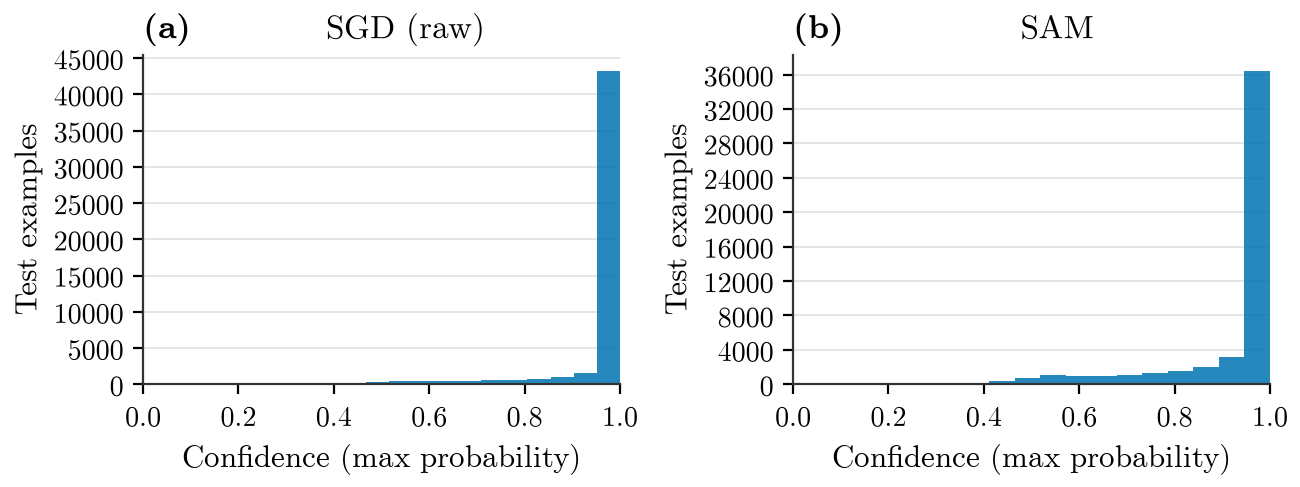 (a) SGD (raw)
45000
40000
35000
30000
25000
20000
15000
10000
5000
0
Test examples
0.0 0.2 0.4 0.6 0.8 1.0
Confidence (max probability)
(b) SAM
36000
32000
28000
24000
20000
16000
12000
8000
4000
0
Test examples
0.0 0.2 0.4 0.6 0.8 1.0
Confidence (max probability)